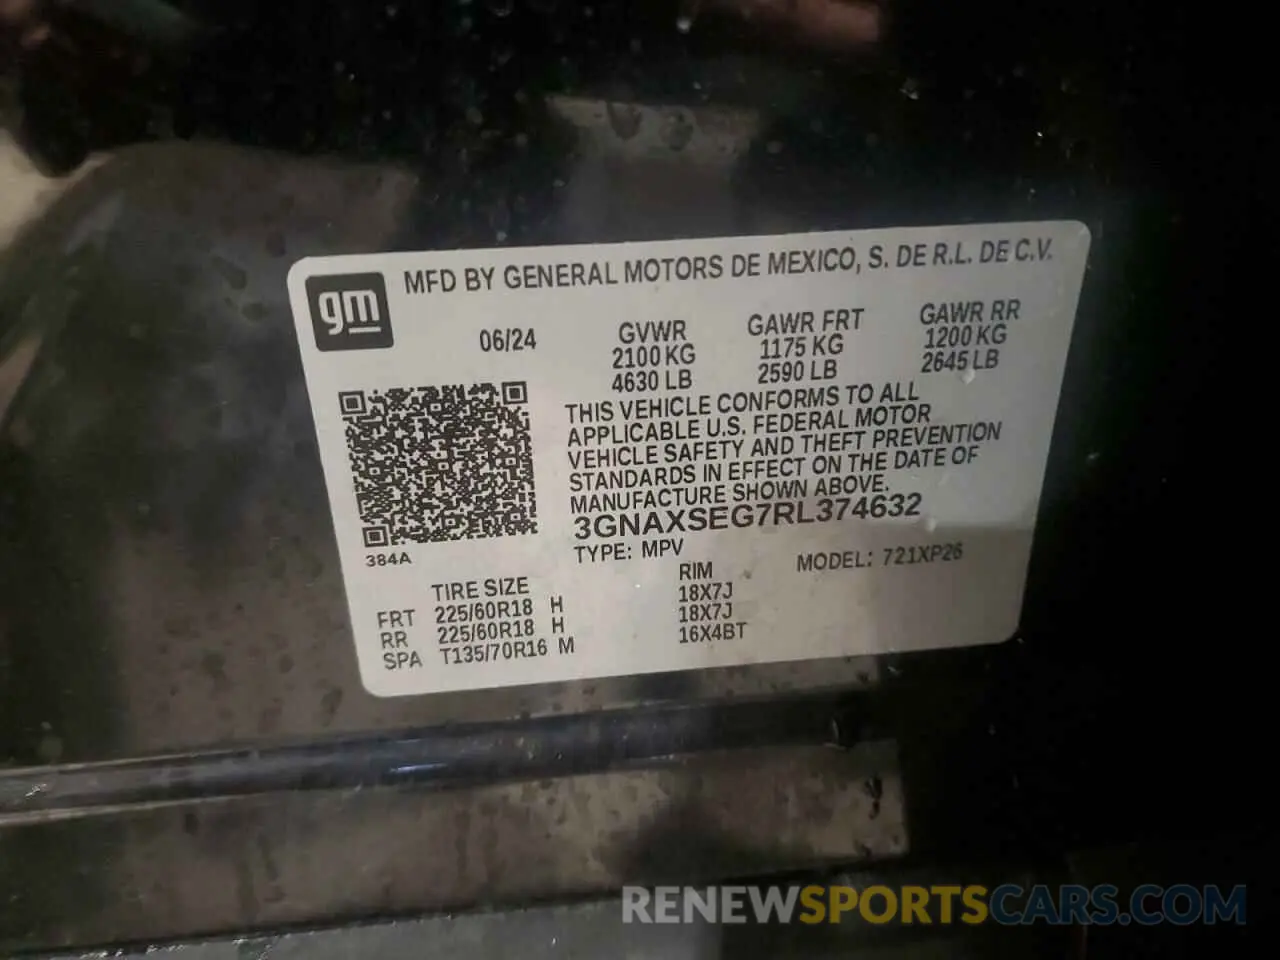 gm
MFD BY GENERAL MOTORS DE MEXICO, S. DE R.L. DE C.V.
06/24 GVWR GAWR FRT GAWR RR
2100 KG 1175 KG 1200 KG
4630 LB 2590 LB 2645 LB
THIS VEHICLE CONFORMS TO ALL
APPLICABLE U.S. FEDERAL MOTOR
VEHICLE SAFETY AND THEFT PREVENTION
STANDARDS IN EFFECT ON THE DATE OF
MANUFACTURE SHOWN ABOVE.
3GNAXSEG7RL374632
384A
TYPE: MPV MODEL: 721XP26
TIRE SIZE RIM
FRT 225/60R18 H 18X7J
RR 225/60R18 H 18X7J
SPA T135/70R16 M 16X4BT
RENEWSPORTSCARS.COM